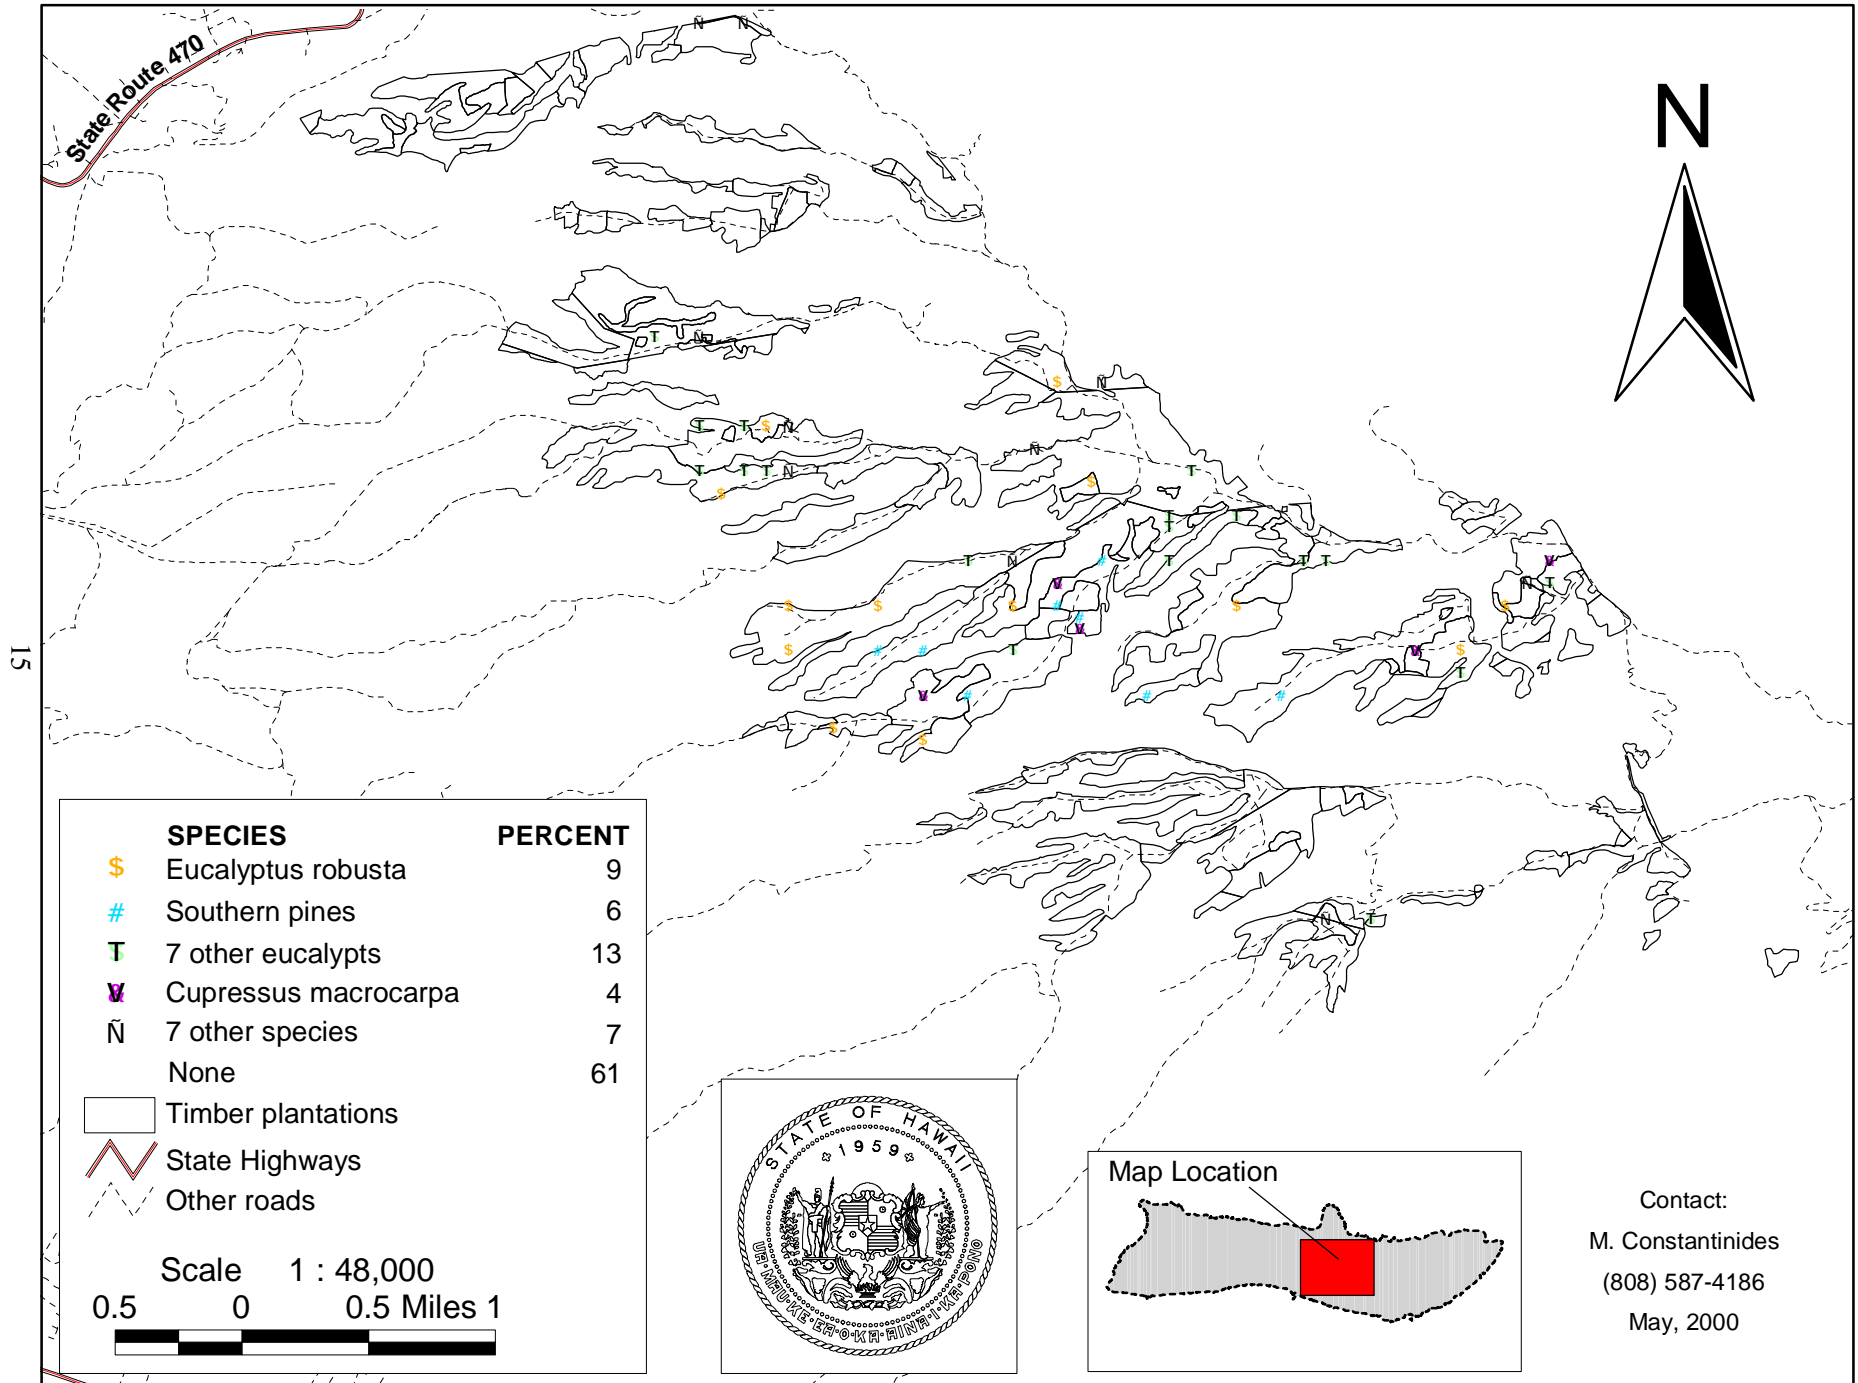 State Route 470
N
15
SPECIES PERCENT
$ Eucalyptus robusta 9
# Southern pines 6
T 7 other eucalypts 13
V Cupressus macrocarpa 4
Ñ 7 other species 7
None 61
Timber plantations
State Highways
Other roads
Scale 1 : 48,000
0.5 0 0.5 Miles 1
STATE OF HAWAII
1959
UA·MAU·KE·EA·O·KA·AINA·I·KA·PONO
Map Location
Contact:
M. Constantinides
(808) 587-4186
May, 2000